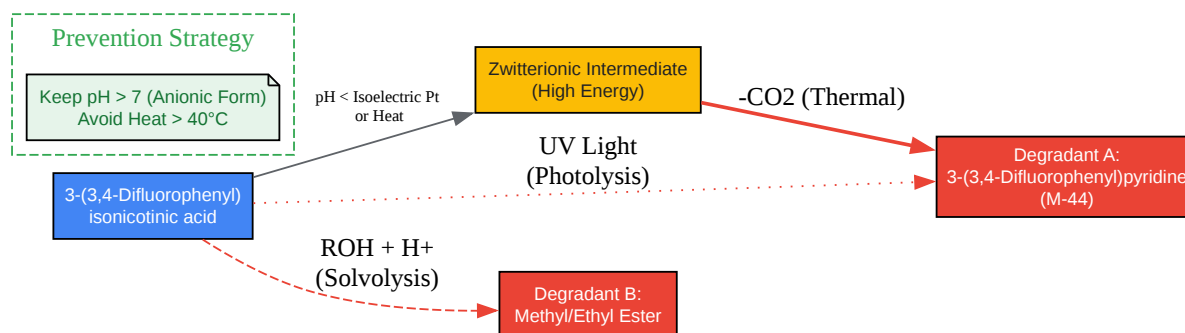 Prevention Strategy
Keep pH > 7 (Anionic Form)
Avoid Heat > 40°C
pH < Isoelectric Pt
or Heat
Zwitterionic Intermediate
(High Energy)
-CO2 (Thermal)
UV Light
(Photolysis)
Degradant A:
3-(3,4-Difluorophenyl)pyridine
(M-44)
3-(3,4-Difluorophenyl)
isonicotinic acid
ROH + H+
(Solvolysis)
Degradant B:
Methyl/Ethyl Ester